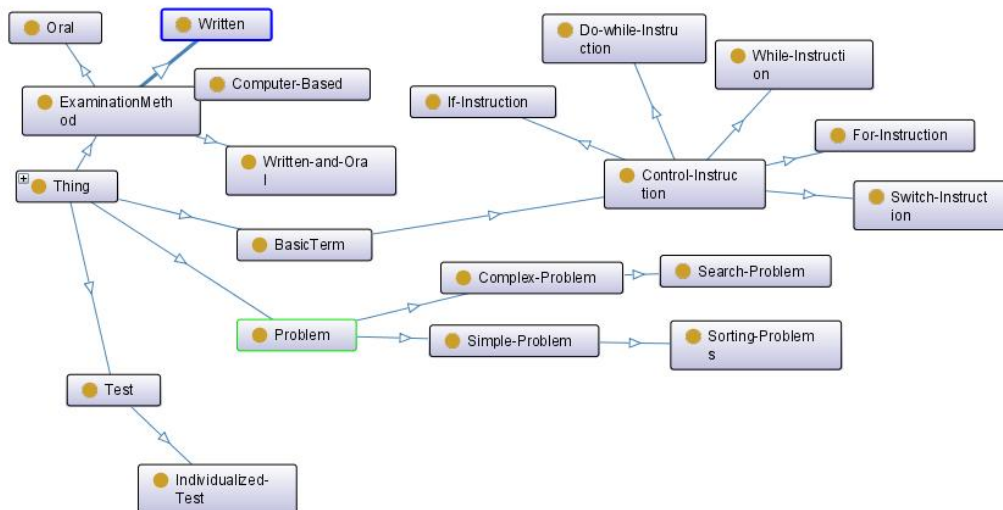 Oral
Written
Computer-Based
ExaminationMeth
od
Written-and-Ora
l
Thing
BasicTerm
Do-while-Instru
ction
While-Instructi
on
If-Instruction
For-Instruction
Control-Instruc
tion
Switch-Instruct
ion
Complex-Problem
Search-Problem
Problem
Simple-Problem
Sorting-Problem
s
Test
Individualized-
Test